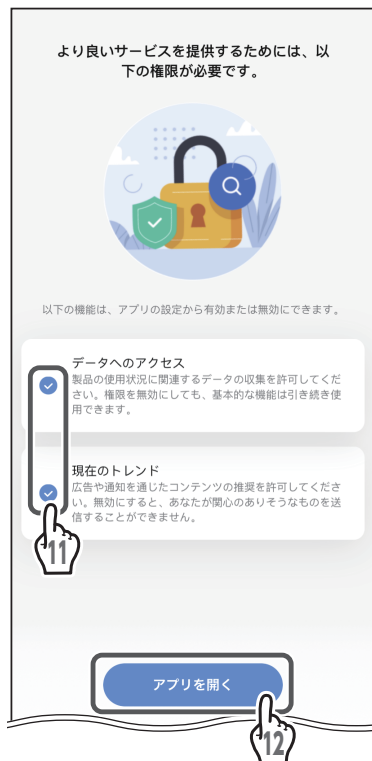 より良いサービスを提供するためには、以
下の権限が必要です。
以下の機能は、アプリの設定から有効または無効にできます。
データへのアクセス
製品の使用状況に関連するデータの収集を許可してくだ
さい。権限を無効にしても、基本的な機能は引き続き使
用できます。
現在のトレンド
広告や通知を通じたコンテンツの推奨を許可してくださ
い。無効にすると、あなたが関心のありそうなものを送
信することができません。
11
アプリを開く
12